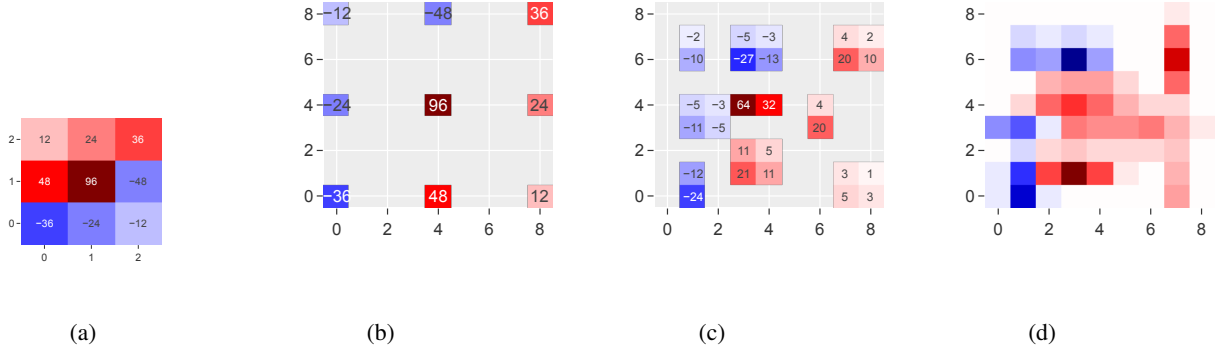 2 12 24 36
1 48 96 −48
0 −36 −24 −12
0 1 2
(a)
8 −12 −48 36
6
4 −24 96 24
2
0 −36 48 12
0 2 4 6 8
(b)
8
−2 −5 −3 4 2
6 −10 −27 −13 20 10
4 −5 −3 64 32 4
−11 −5 20
2 11 5
−12 21 11 3 1
0 −24 5 3
0 2 4 6 8
(c)
8
6
4
2
0
0 2 4 6 8
(d)